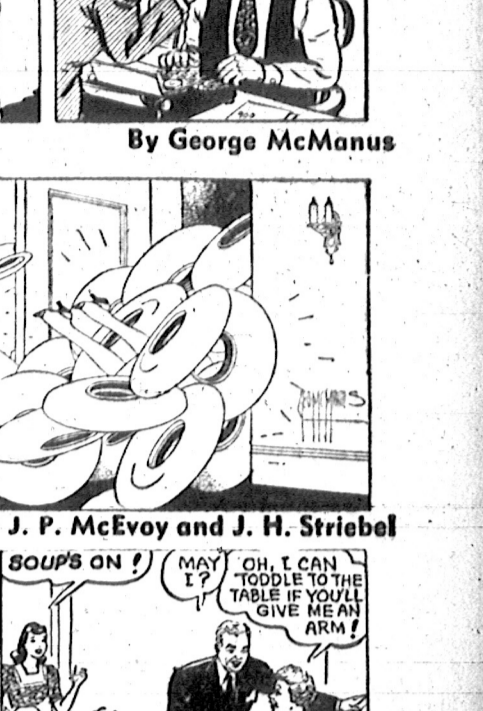 By George McManus
J. P. McEvoy and J. H. Striebel
SOUP'S ON !
MAY
I ?
OH, I CAN
TODDLE TO THE
TABLE IF YOU'LL
GIVE ME AN
ARM!